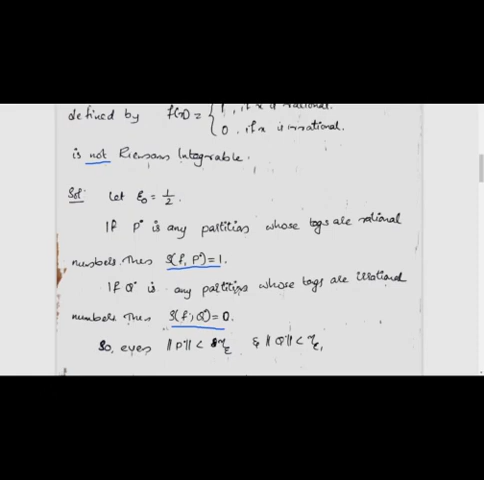 defined by f(x) = { 1, if x is rational.
0, if x is irrational.
is not Riemann Integrable.
Sol: Let ε₀ = 1/2.
If P° is any partition whose tags are rational
numbers. Then S(f, P°) = 1.
If Q° is any partition whose tags are irrational
numbers. Then S(f; Q°) = 0.
So, even ||P°|| < η_ε & ||Q°|| < η_ε,